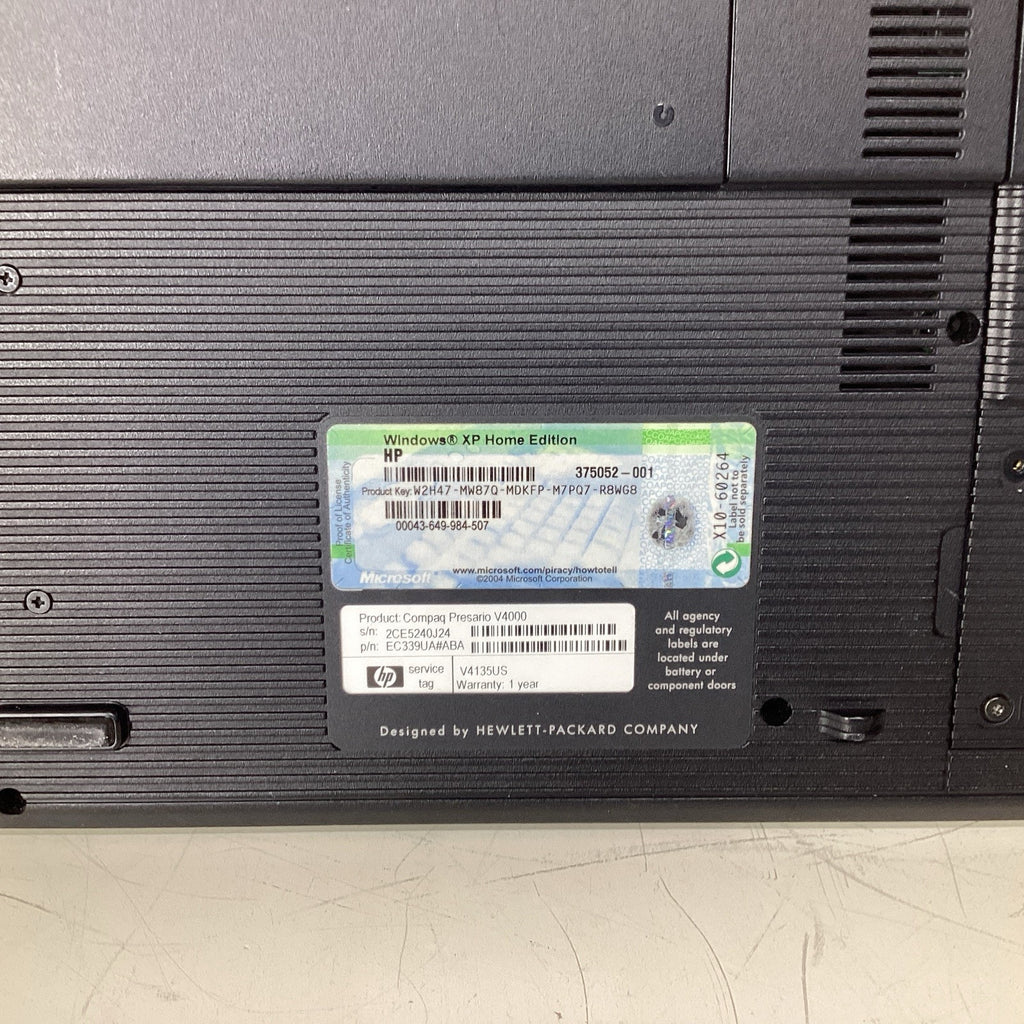 Windows® XP Home Edition
HP
375052-001
Product Key: W2H47-MW87Q-MDKFP-M7PQ7-R8WG8
00043-649-984-507
www.microsoft.com/piracy/howtotell
©2004 Microsoft Corporation
Microsoft
Proof of License
Certificate of Authenticity
X10-60264
Label not to
be sold separately
Product: Compaq Presario V4000
s/n: 2CE5240J24
p/n: EC339UA#ABA
hp
service
tag
V4135US
Warranty: 1 year
All agency
and regulatory
labels are
located under
battery or
component doors
Designed by HEWLETT-PACKARD COMPANY